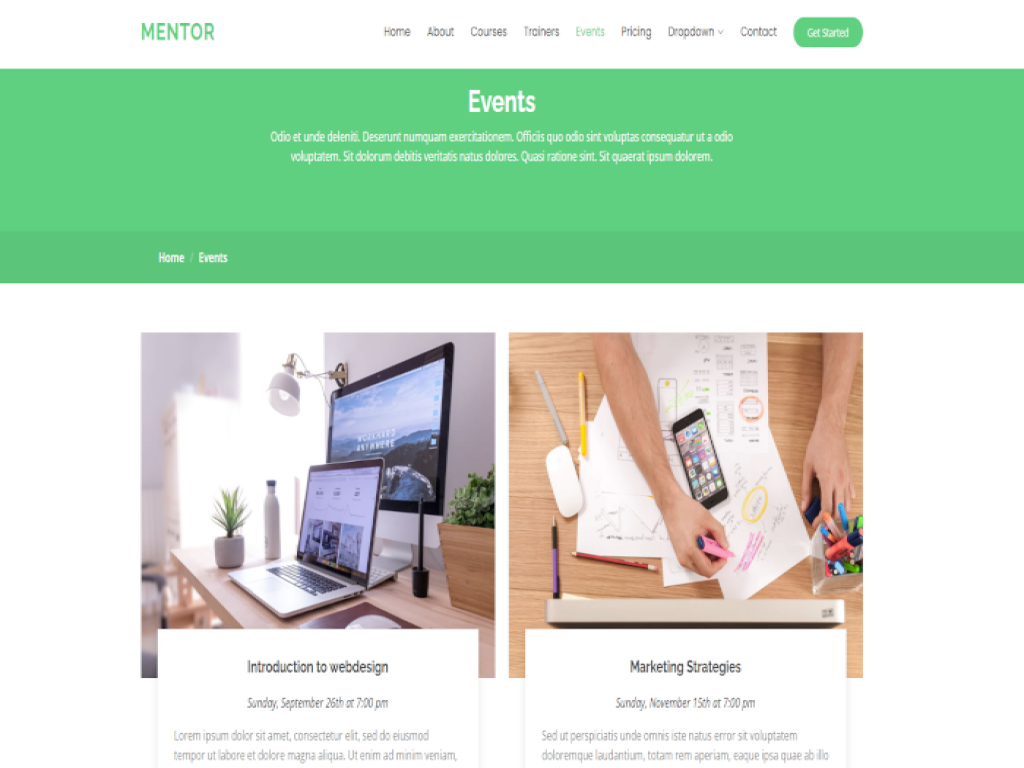 MENTOR
Home About Courses Trainers Events Pricing Dropdown Contact Get Started
Events
Odio et unde deleniti. Deserunt numquam exercitationem. Officiis quo odio sint voluptas consequatur ut a odio
voluptatem. Sit dolorum debitis veritatis natus dolores. Quasi ratione sint. Sit quaerat ipsum dolorem.
Home / Events
WORK HARD
ANYWHERE
Introduction to webdesign
Marketing Strategies
Sunday, September 26th at 7:00 pm
Sunday, November 15th at 7:00 pm
Lorem ipsum dolor sit amet, consectetur elit, sed do eiusmod
tempor ut labore et dolore magna aliqua. Ut enim ad minim veniam,
Sed ut perspiciatis unde omnis iste natus error sit voluptatem
doloremque laudantium, totam rem aperiam, eaque ipsa quae ab illo